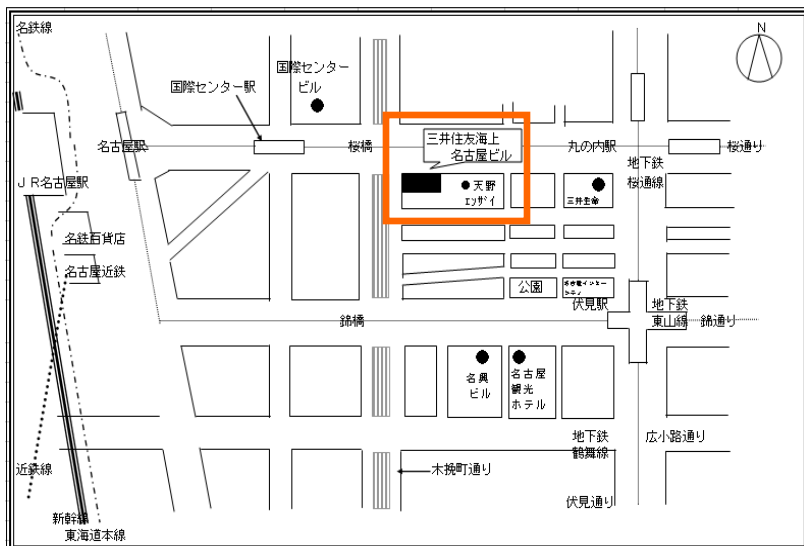 名鉄線
N
国際センター駅
国際センター
ビル
三井住友海上
名古屋ビル
名古屋駅
桜橋
丸の内駅
桜通り
地下鉄
桜通線
JR名古屋駅
天野
エンザイ
三井生命
名鉄百貨店
名古屋近鉄
公園
伏見駅
地下鉄
東山線
錦通り
錦橋
名興
ビル
名古屋
観光
ホテル
地下鉄
鶴舞線
広小路通り
近鉄線
木挽町通り
伏見通り
新幹線
東海道本線